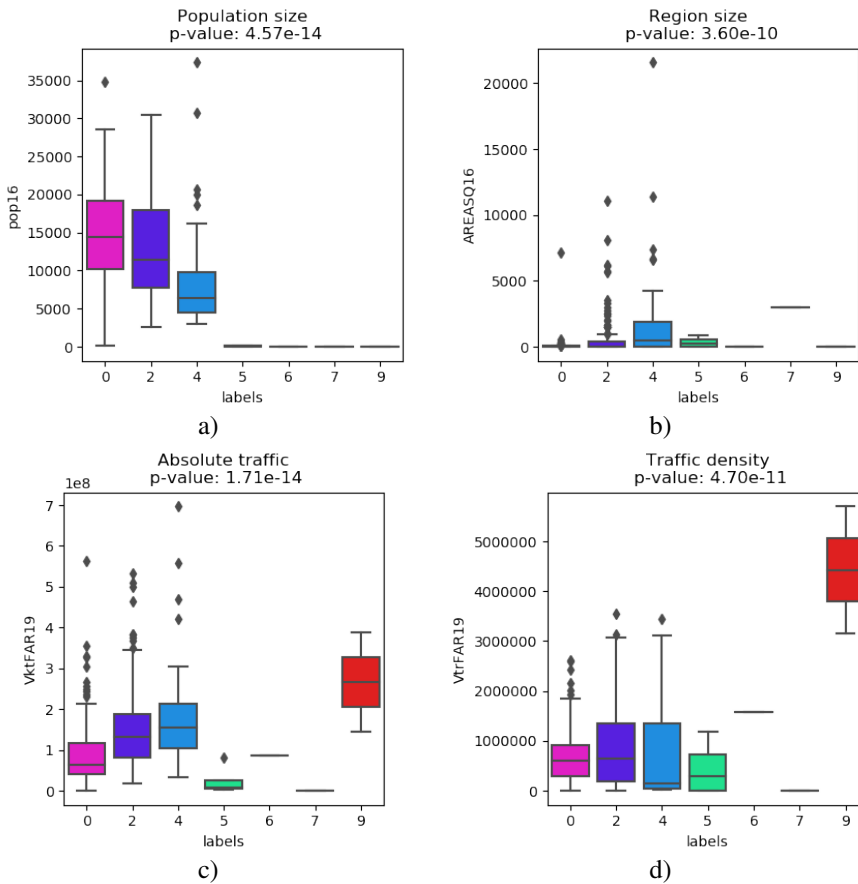 Population size
p-value: 4.57e-14
35000
30000
25000
20000
15000
10000
5000
0
pop16
0 2 4 5 6 7 9
labels
a)
Region size
p-value: 3.60e-10
20000
15000
10000
5000
0
AREASQ16
0 2 4 5 6 7 9
labels
b)
Absolute traffic
p-value: 1.71e-14
1e8
7
6
5
4
3
2
1
0
VktFAR19
0 2 4 5 6 7 9
labels
c)
Traffic density
p-value: 4.70e-11
5000000
4000000
3000000
2000000
1000000
0
VtrFAR19
0 2 4 5 6 7 9
labels
d)